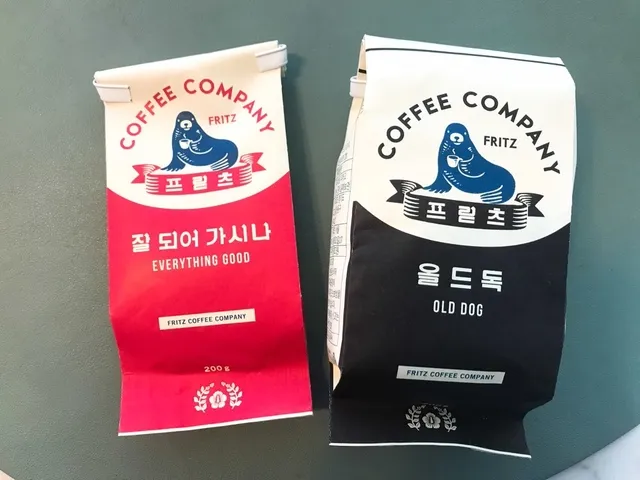 COFFEE COMPANY
FRITZ
프릳츠
잘 되어 가시나
EVERYTHING GOOD
FRITZ COFFEE COMPANY
200g
COFFEE COMPANY
FRITZ
프릳츠
올드독
OLD DOG
FRITZ COFFEE COMPANY